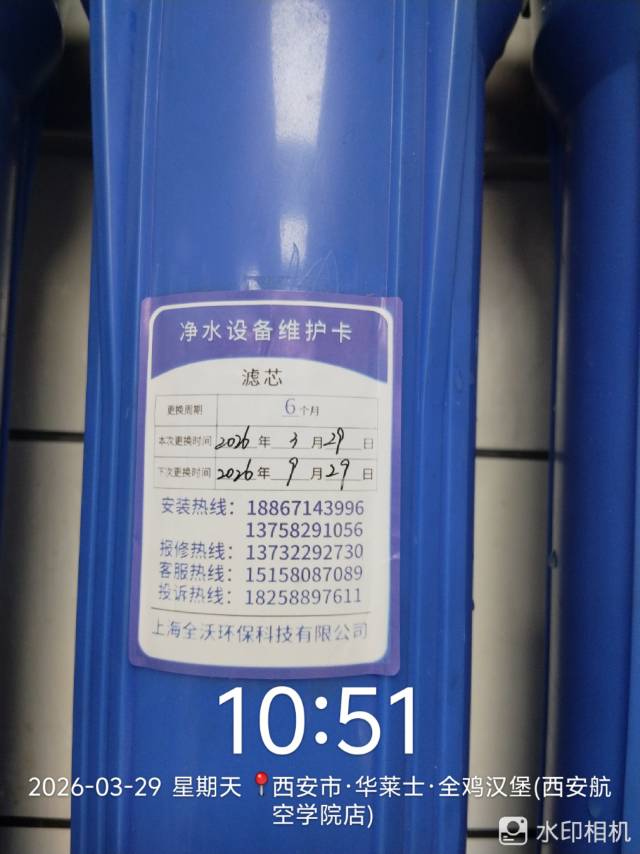 净水设备维护卡
滤芯
更换周期 6个月
本次更换时间 2026年3月29日
下次更换时间 2026年9月29日
安装热线：18867143996
13758291056
报修热线：13732292730
客服热线：15158087089
投诉热线：18258897611
上海全沃环保科技有限公司
10:51
2026-03-29 星期天 西安市·华莱士·全鸡汉堡(西安航
空学院店)
水印相机